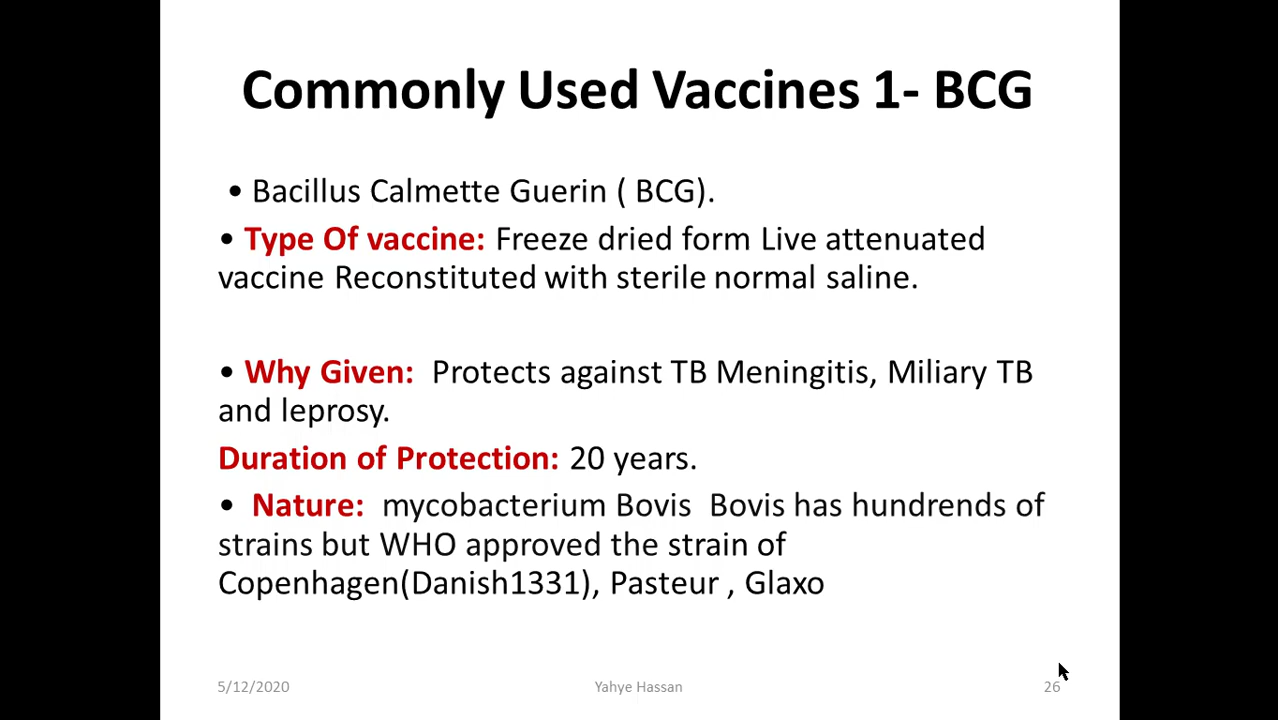 Commonly Used Vaccines 1- BCG
• Bacillus Calmette Guerin ( BCG).
• Type Of vaccine: Freeze dried form Live attenuated
vaccine Reconstituted with sterile normal saline.
• Why Given: Protects against TB Meningitis, Miliary TB
and leprosy.
Duration of Protection: 20 years.
• Nature: mycobacterium Bovis Bovis has hundrends of
strains but WHO approved the strain of
Copenhagen(Danish1331), Pasteur , Glaxo
5/12/2020 Yahye Hassan 26